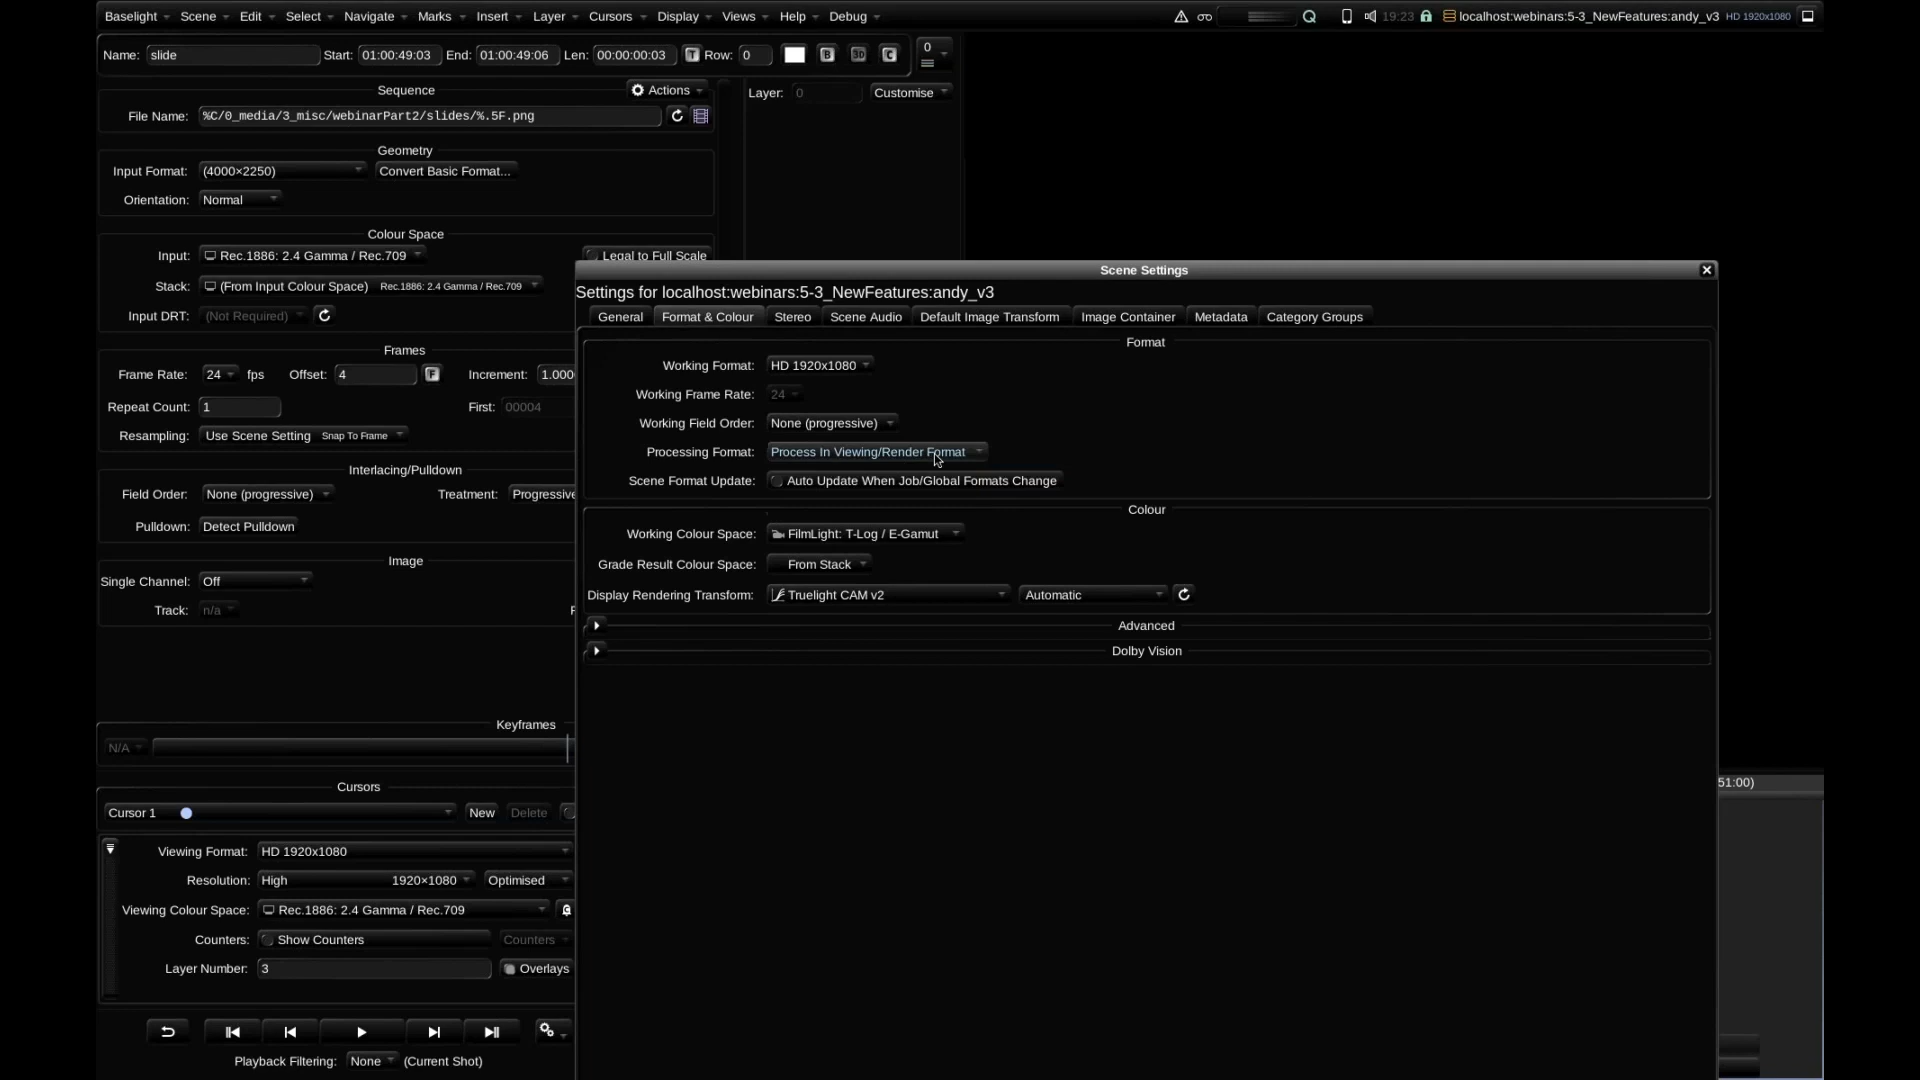 Baselight Scene Edit Select Navigate Marks Insert Layer Cursors Display Views Help Debug 19:23 localhost:webinars:5-3_NewFeatures:andy_v3 HD 1920x1080
Name: slide Start: 01:00:49:03 End: 01:00:49:06 Len: 00:00:00:03 T Row: 0 B 3D C 0
Sequence Actions
Layer: 0 Customise
File Name: %C/0_media/3_misc/webinarPart2/slides/%.5F.png
Geometry
Input Format: (4000×2250) Convert Basic Format...
Orientation: Normal
Colour Space
Input: Rec.1886: 2.4 Gamma / Rec.709 Legal to Full Scale
Stack: (From Input Colour Space) Rec.1886: 2.4 Gamma / Rec.709
Input DRT: (Not Required)
Frames
Frame Rate: 24 fps Offset: 4 F Increment: 1.000
Repeat Count: 1 First: 00004
Resampling: Use Scene Setting Snap To Frame
Interlacing/Pulldown
Field Order: None (progressive) Treatment: Progressive
Pulldown: Detect Pulldown
Image
Single Channel: Off
Track: n/a
Keyframes
N/A
Cursors
Cursor 1 New Delete
Viewing Format: HD 1920x1080
Resolution: High 1920×1080 Optimised
Viewing Colour Space: Rec.1886: 2.4 Gamma / Rec.709
Counters: Show Counters Counters
Layer Number: 3 Overlays
Playback Filtering: None (Current Shot)
Scene Settings
Settings for localhost:webinars:5-3_NewFeatures:andy_v3
General Format & Colour Stereo Scene Audio Default Image Transform Image Container Metadata Category Groups
Format
Working Format: HD 1920x1080
Working Frame Rate: 24
Working Field Order: None (progressive)
Processing Format: Process In Viewing/Render Format
Scene Format Update: Auto Update When Job/Global Formats Change
Colour
Working Colour Space: FilmLight: T-Log / E-Gamut
Grade Result Colour Space: From Stack
Display Rendering Transform: Truelight CAM v2 Automatic
Advanced
Dolby Vision
51:00)